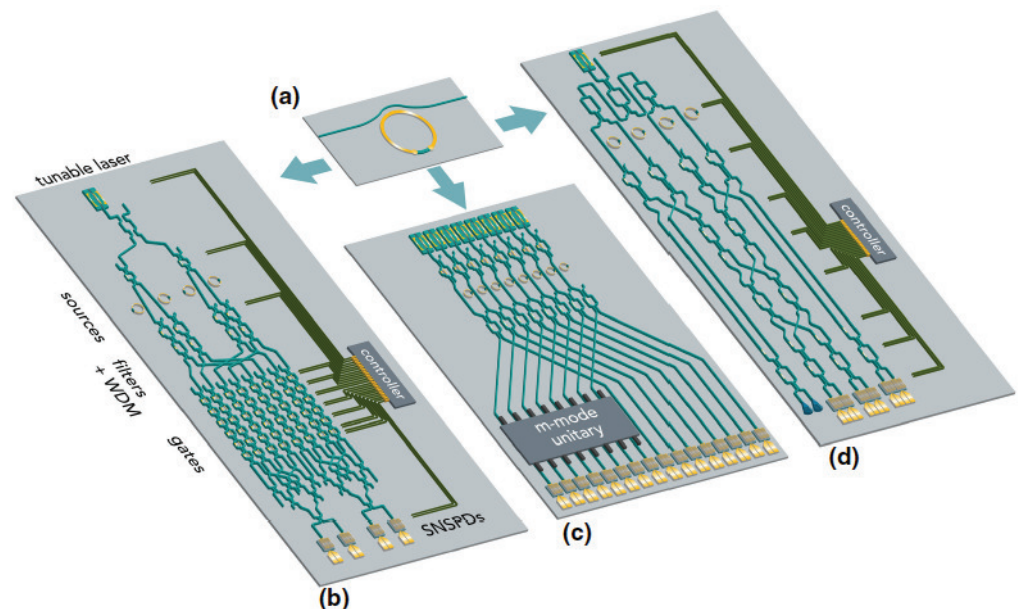 (a)
tunable laser
sources
filters
+ WDM
gates
controller
SNSPDs
(b)
m-mode
unitary
(c)
controller
(d)